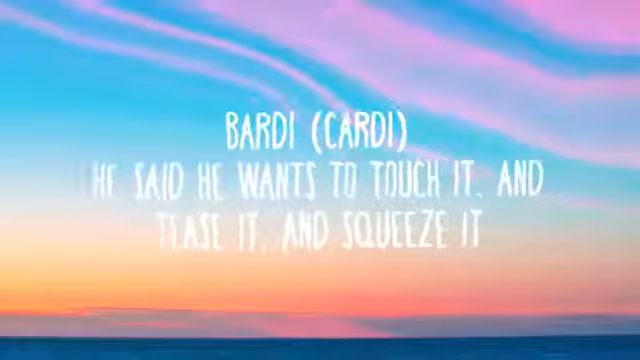 BARDI (CARDI)
HE SAID HE WANTS TO TOUCH IT, AND
TEASE IT, AND SQUEEZE IT